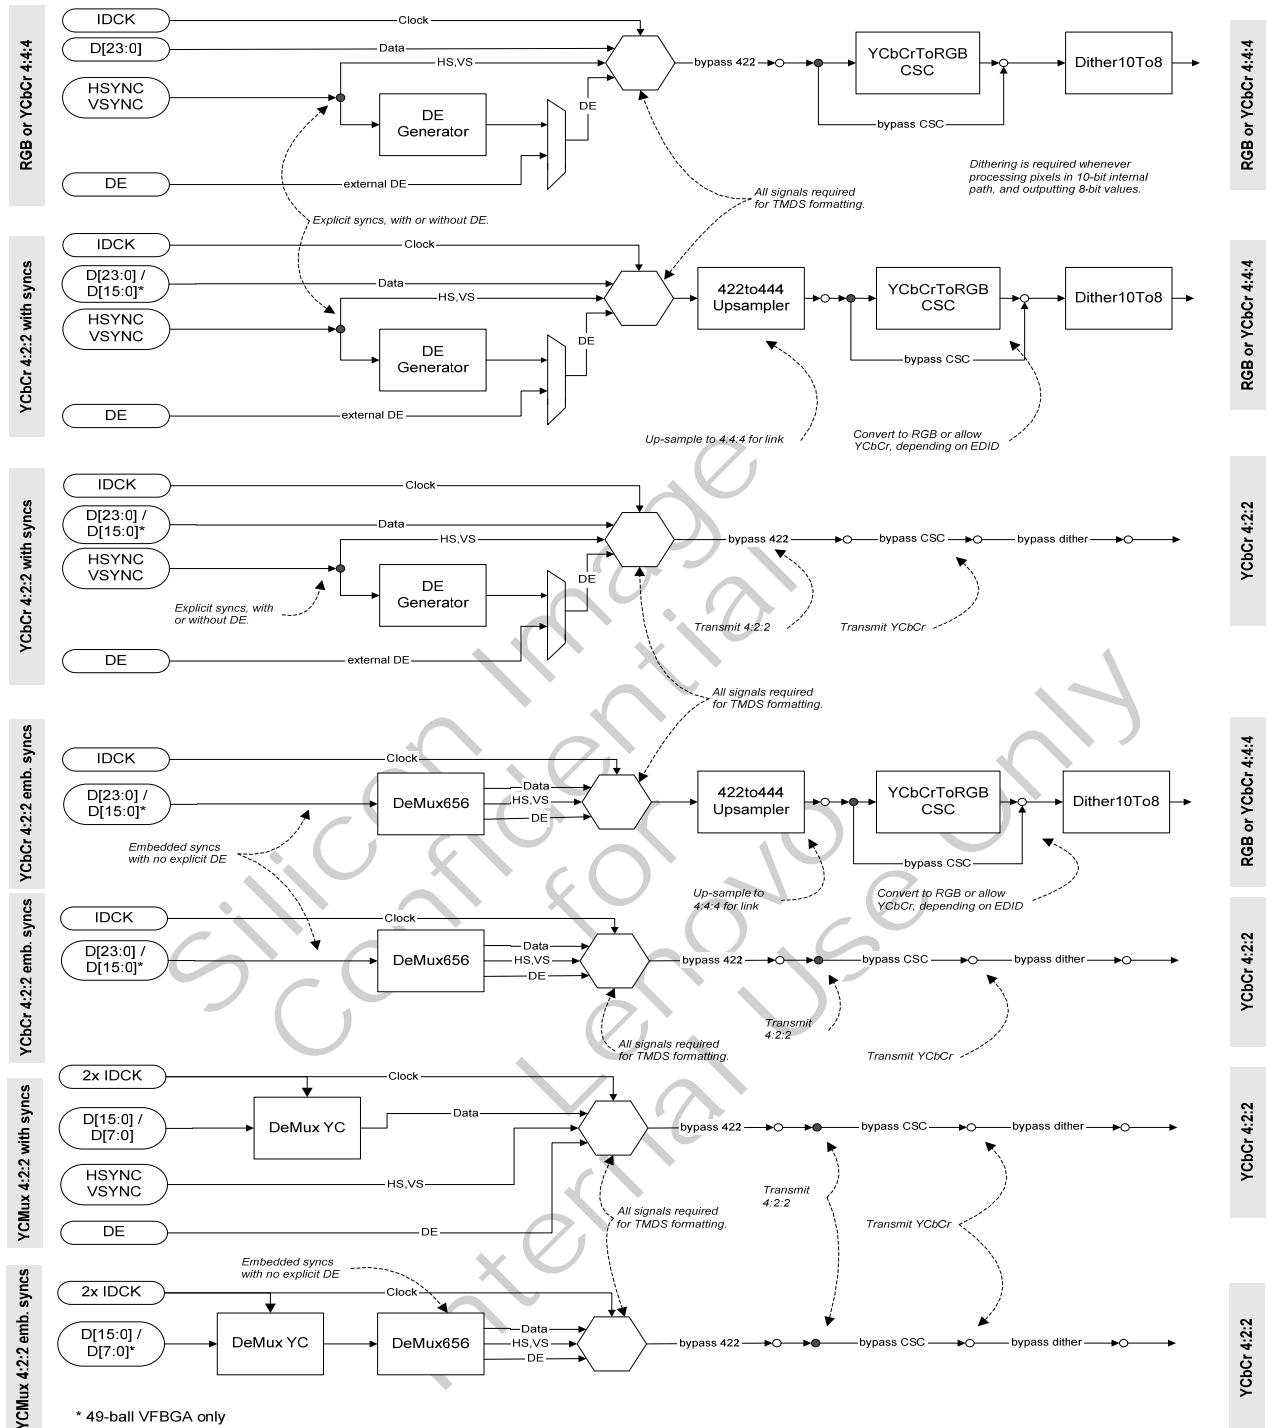 RGB or YCbCr 4:4:4
IDCK
Clock
D[23:0]
Data
HSYNC
VSYNC
HS,VS
DE
Generator
DE
DE
external DE
bypass 422
YCbCrToRGB
CSC
bypass CSC
Dither10To8
RGB or YCbCr 4:4:4
Dithering is required whenever
processing pixels in 10-bit internal
path, and outputting 8-bit values.
All signals required
for TMDS formatting.
Explicit syncs, with or without DE.
YCbCr 4:2:2 with syncs
IDCK
Clock
D[23:0] /
D[15:0]*
Data
HSYNC
VSYNC
HS,VS
DE
Generator
DE
DE
external DE
422to444
Upsampler
YCbCrToRGB
CSC
bypass CSC
Dither10To8
RGB or YCbCr 4:4:4
Up-sample to 4:4:4 for link
Convert to RGB or allow
YCbCr, depending on EDID
YCbCr 4:2:2 with syncs
IDCK
Clock
D[23:0] /
D[15:0]*
Data
HSYNC
VSYNC
HS,VS
DE
Generator
DE
Explicit syncs, with
or without DE.
DE
external DE
bypass 422
bypass CSC
bypass dither
Transmit 4:2:2
Transmit YCbCr
YCbCr 4:2:2
All signals required
for TMDS formatting.
YCbCr 4:2:2 emb. syncs
IDCK
Clock
D[23:0] /
D[15:0]*
DeMux656
Data
HS,VS
DE
Embedded syncs
with no explicit DE
422to444
Upsampler
YCbCrToRGB
CSC
bypass CSC
Dither10To8
RGB or YCbCr 4:4:4
Up-sample to
4:4:4 for link
Convert to RGB or allow
YCbCr, depending on EDID
YCbCr 4:2:2 emb. syncs
IDCK
Clock
D[23:0] /
D[15:0]*
DeMux656
Data
HS,VS
DE
bypass 422
bypass CSC
bypass dither
YCbCr 4:2:2
All signals required
for TMDS formatting.
Transmit
4:2:2
Transmit YCbCr
YCMux 4:2:2 with syncs
2x IDCK
Clock
D[15:0] /
D[7:0]
DeMux YC
Data
HSYNC
VSYNC
HS,VS
DE
DE
bypass 422
bypass CSC
bypass dither
YCbCr 4:2:2
All signals required
for TMDS formatting.
Transmit
4:2:2
Transmit YCbCr
YCMux 4:2:2 emb. syncs
Embedded syncs
with no explicit DE
2x IDCK
Clock
D[15:0] /
D[7:0]*
DeMux YC
DeMux656
Data
HS,VS
DE
bypass 422
bypass CSC
bypass dither
YCbCr 4:2:2
* 49-ball VFBGA only
Silicon Image
Confidential
for
Lenovo
Internal Use Only